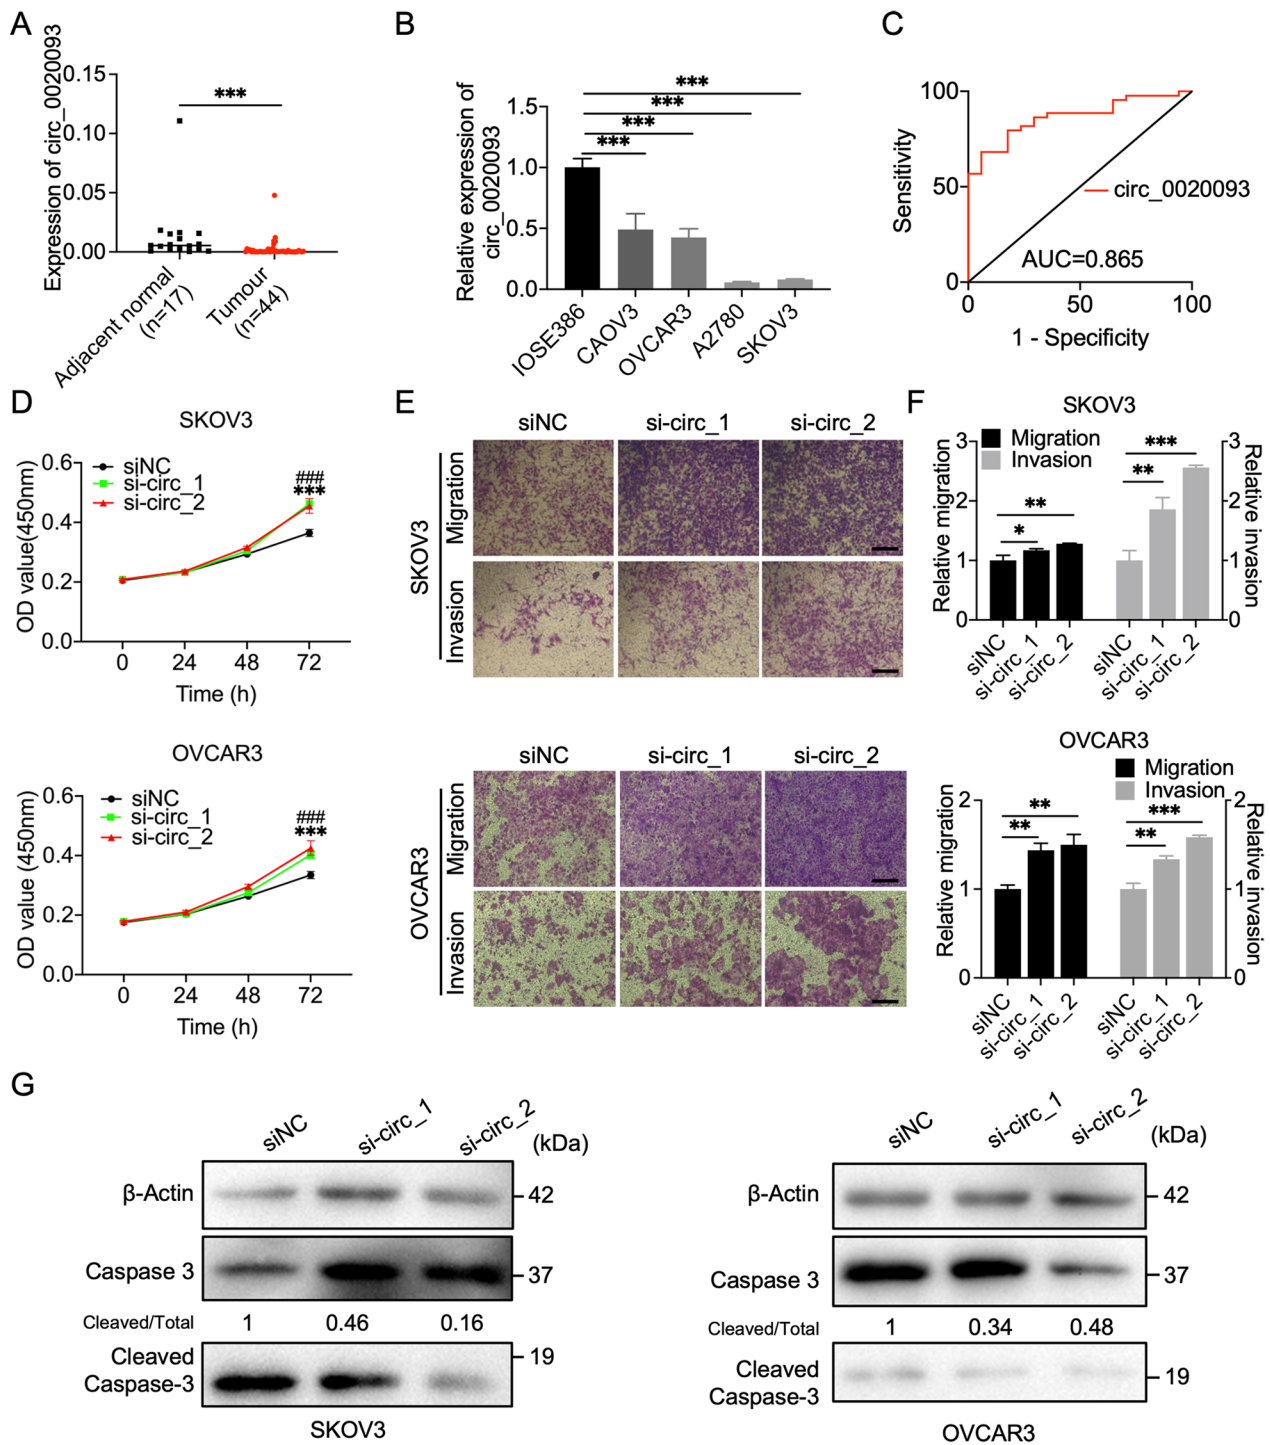 A
Expression of circ_0020093
0.15
0.10
0.05
0.00
***
Adjacent normal
(n=17)
Tumour
(n=44)
B
Relative expression of
circ_0020093
1.5
1.0
0.5
0.0
***
***
***
***
IOSE386
CAOV3
OVCAR3
A2780
SKOV3
C
Sensitivity
100
50
0
circ_0020093
AUC=0.865
0
50
100
1 - Specificity
D
SKOV3
OD value(450nm)
0.6
0.4
0.2
0.0
siNC
si-circ_1
si-circ_2
###
***
0
24
48
72
Time (h)
OVCAR3
OD value (450nm)
0.6
0.4
0.2
0.0
siNC
si-circ_1
si-circ_2
###
***
0
24
48
72
Time (h)
E
siNC
si-circ_1
si-circ_2
SKOV3
Migration
Invasion
siNC
si-circ_1
si-circ_2
OVCAR3
Migration
Invasion
F
SKOV3
Migration
Invasion
Relative migration
3
2
1
0
*
**
**
***
3
2
1
0
Relative invasion
siNC
si-circ_1
si-circ_2
siNC
si-circ_1
si-circ_2
OVCAR3
Migration
Invasion
Relative migration
2
1
0
**
**
**
***
2
1
0
Relative invasion
siNC
si-circ_1
si-circ_2
siNC
si-circ_1
si-circ_2
G
siNC
si-circ_1
si-circ_2
(kDa)
β-Actin
42
Caspase 3
37
Cleaved/Total
1
0.46
0.16
Cleaved
Caspase-3
19
SKOV3
siNC
si-circ_1
si-circ_2
(kDa)
β-Actin
42
Caspase 3
37
Cleaved/Total
1
0.34
0.48
Cleaved
Caspase-3
19
OVCAR3